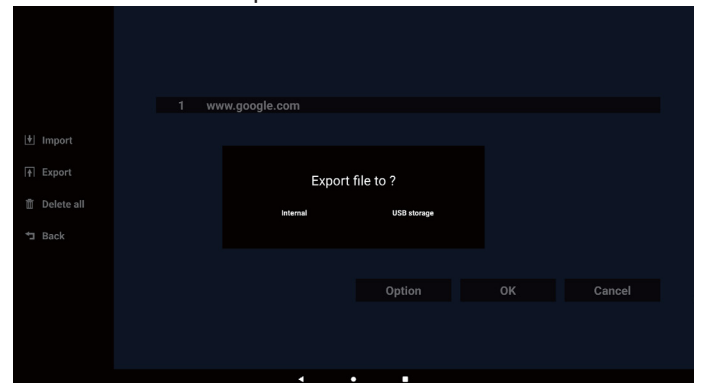 1 www.google.com
Import
Export
Delete all
Back
Export file to ?
internal USB storage
Option OK Cancel